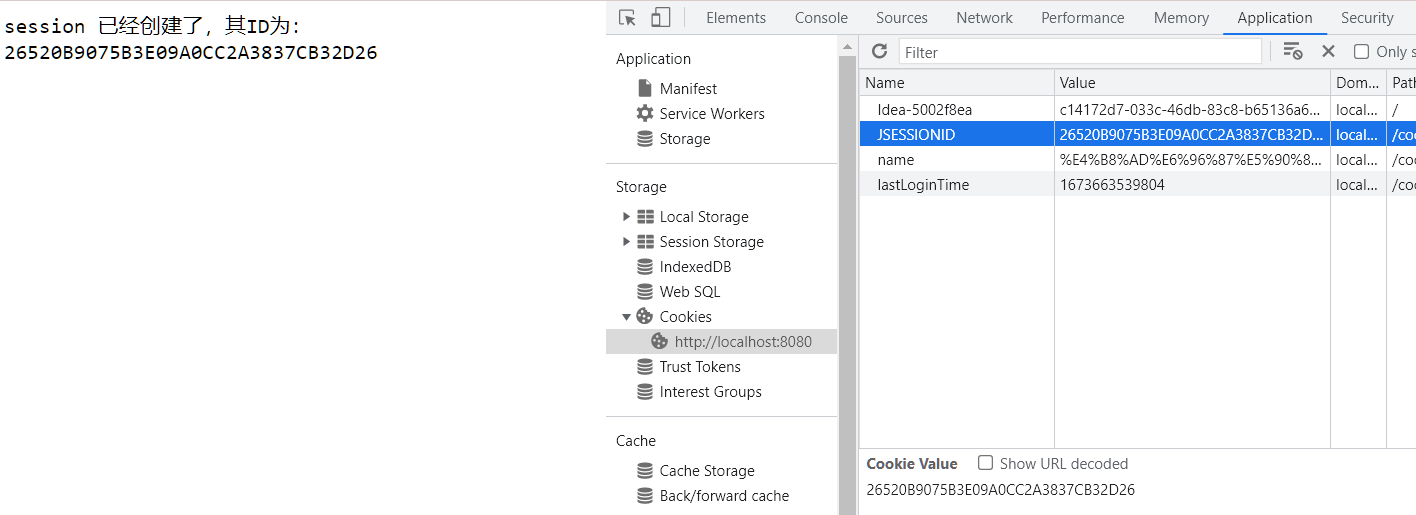 session 已经创建了，其ID为：
26520B9075B3E09A0CC2A3837CB32D26
Elements Console Sources Network Performance Memory Application Security
Application
Manifest
Service Workers
Storage
Storage
Local Storage
Session Storage
IndexedDB
Web SQL
Cookies
http://localhost:8080
Trust Tokens
Interest Groups
Cache
Cache Storage
Back/forward cache
Filter Only s
Name Value Dom... Path
Idea-5002f8ea c14172d7-033c-46db-83c8-b65136a6... local... /
JSESSIONID 26520B9075B3E09A0CC2A3837CB32D... local... /coo
name %E4%B8%AD%E6%96%87%E5%90%8... local... /coo
lastLoginTime 1673663539804 local... /coo
Cookie Value Show URL decoded
26520B9075B3E09A0CC2A3837CB32D26